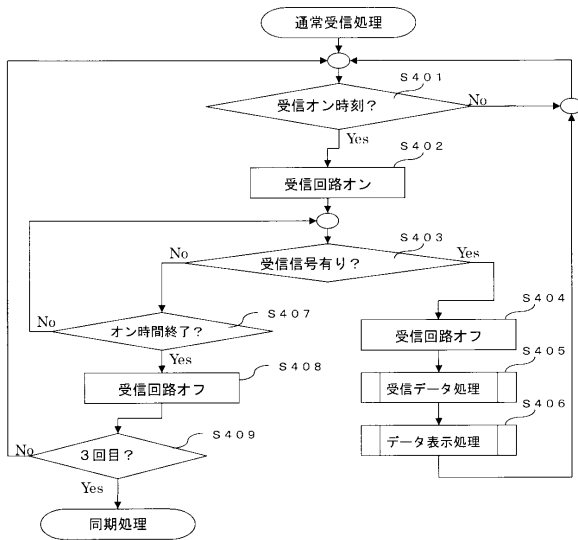 通常受信処理
S401
受信オン時刻?
No
Yes
S402
受信回路オン
S403
No
受信信号有り?
Yes
S407
S404
オン時間終了?
受信回路オフ
No
Yes
S408
S405
受信回路オフ
受信データ処理
S409
S406
No
3回目?
データ表示処理
Yes
同期処理